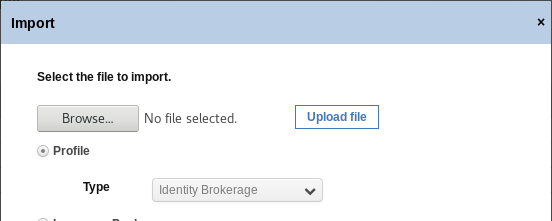 Import
×
Select the file to import.
Browse... No file selected. Upload file
Profile
Type Identity Brokerage